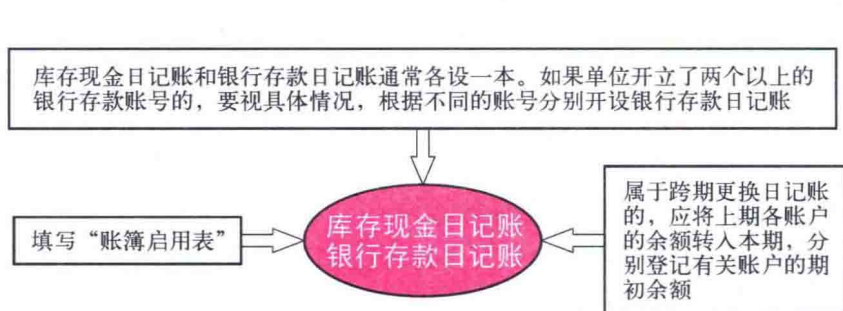 库存现金日记账和银行存款日记账通常各设一本。如果单位开立了两个以上的
银行存款账号的，要视具体情况，根据不同的账号分别开设银行存款日记账
填写“账簿启用表”
库存现金日记账
银行存款日记账
属于跨期更换日记账
的，应将上期各账户
的余额转入本期，分
别登记有关账户的期
初余额